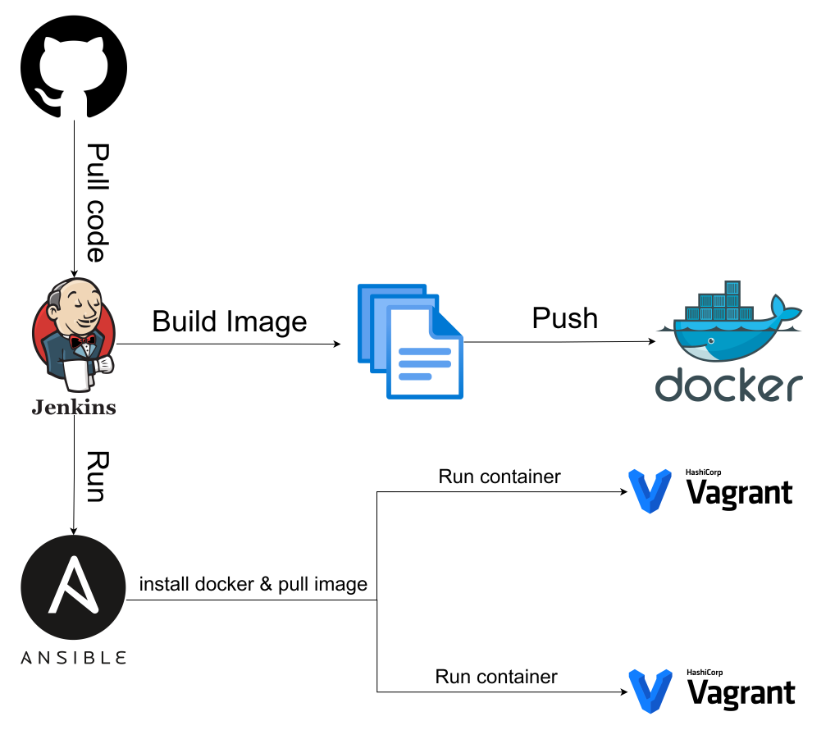 Pull code
Build Image
Push
docker
Jenkins
Run
Run container
HashiCorp
Vagrant
install docker & pull image
ANSIBLE
Run container
HashiCorp
Vagrant